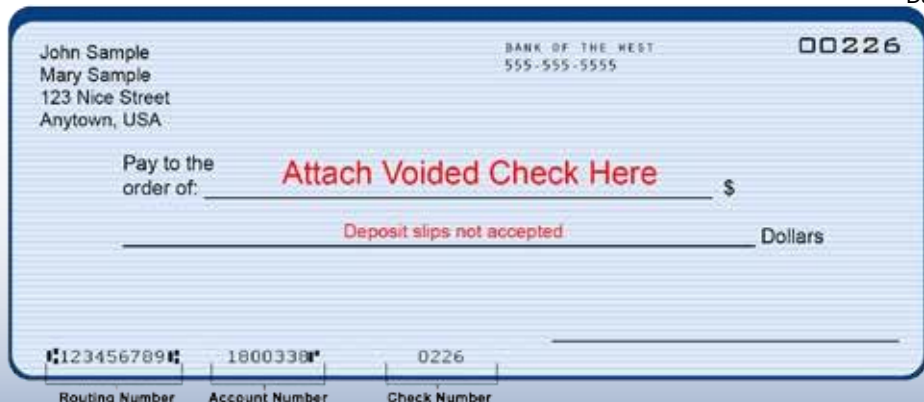 John Sample
Mary Sample
123 Nice Street
Anytown, USA
BANK OF THE WEST
555-555-5555
00226
Pay to the
order of:
Attach Voided Check Here
$
Deposit slips not accepted
Dollars
⑆123456789⑆ 1800338⑈ 0226
Routing Number Account Number Check Number